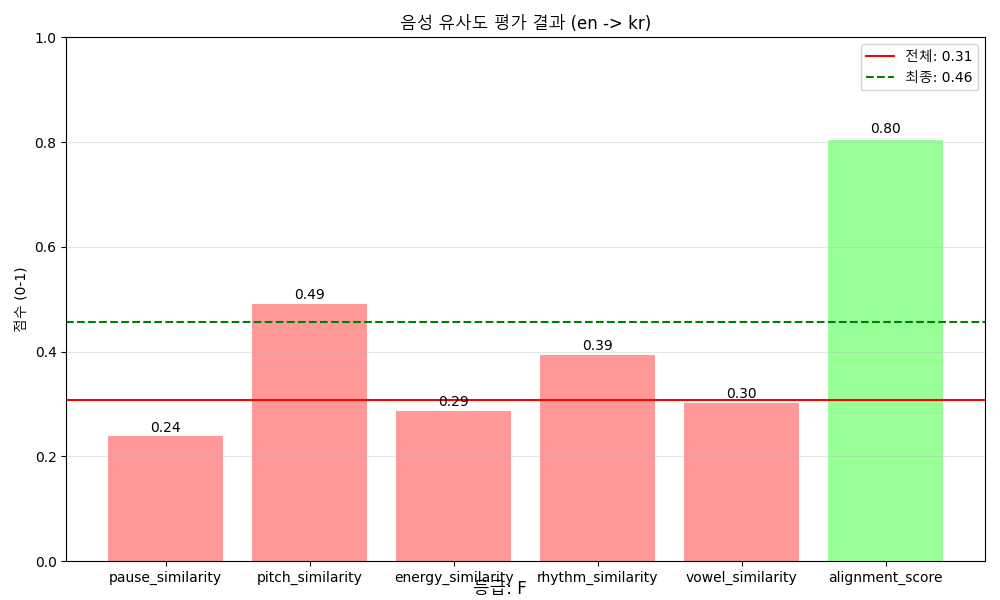 음성 유사도 평가 결과 (en -> kr)
전체: 0.31
최종: 0.46
점수 (0-1)
1.0
0.8
0.6
0.4
0.2
0.0
0.24
0.49
0.29
0.39
0.30
0.80
pause_similarity
pitch_similarity
energy_similarity
rhythm_similarity
vowel_similarity
alignment_score
등급: F